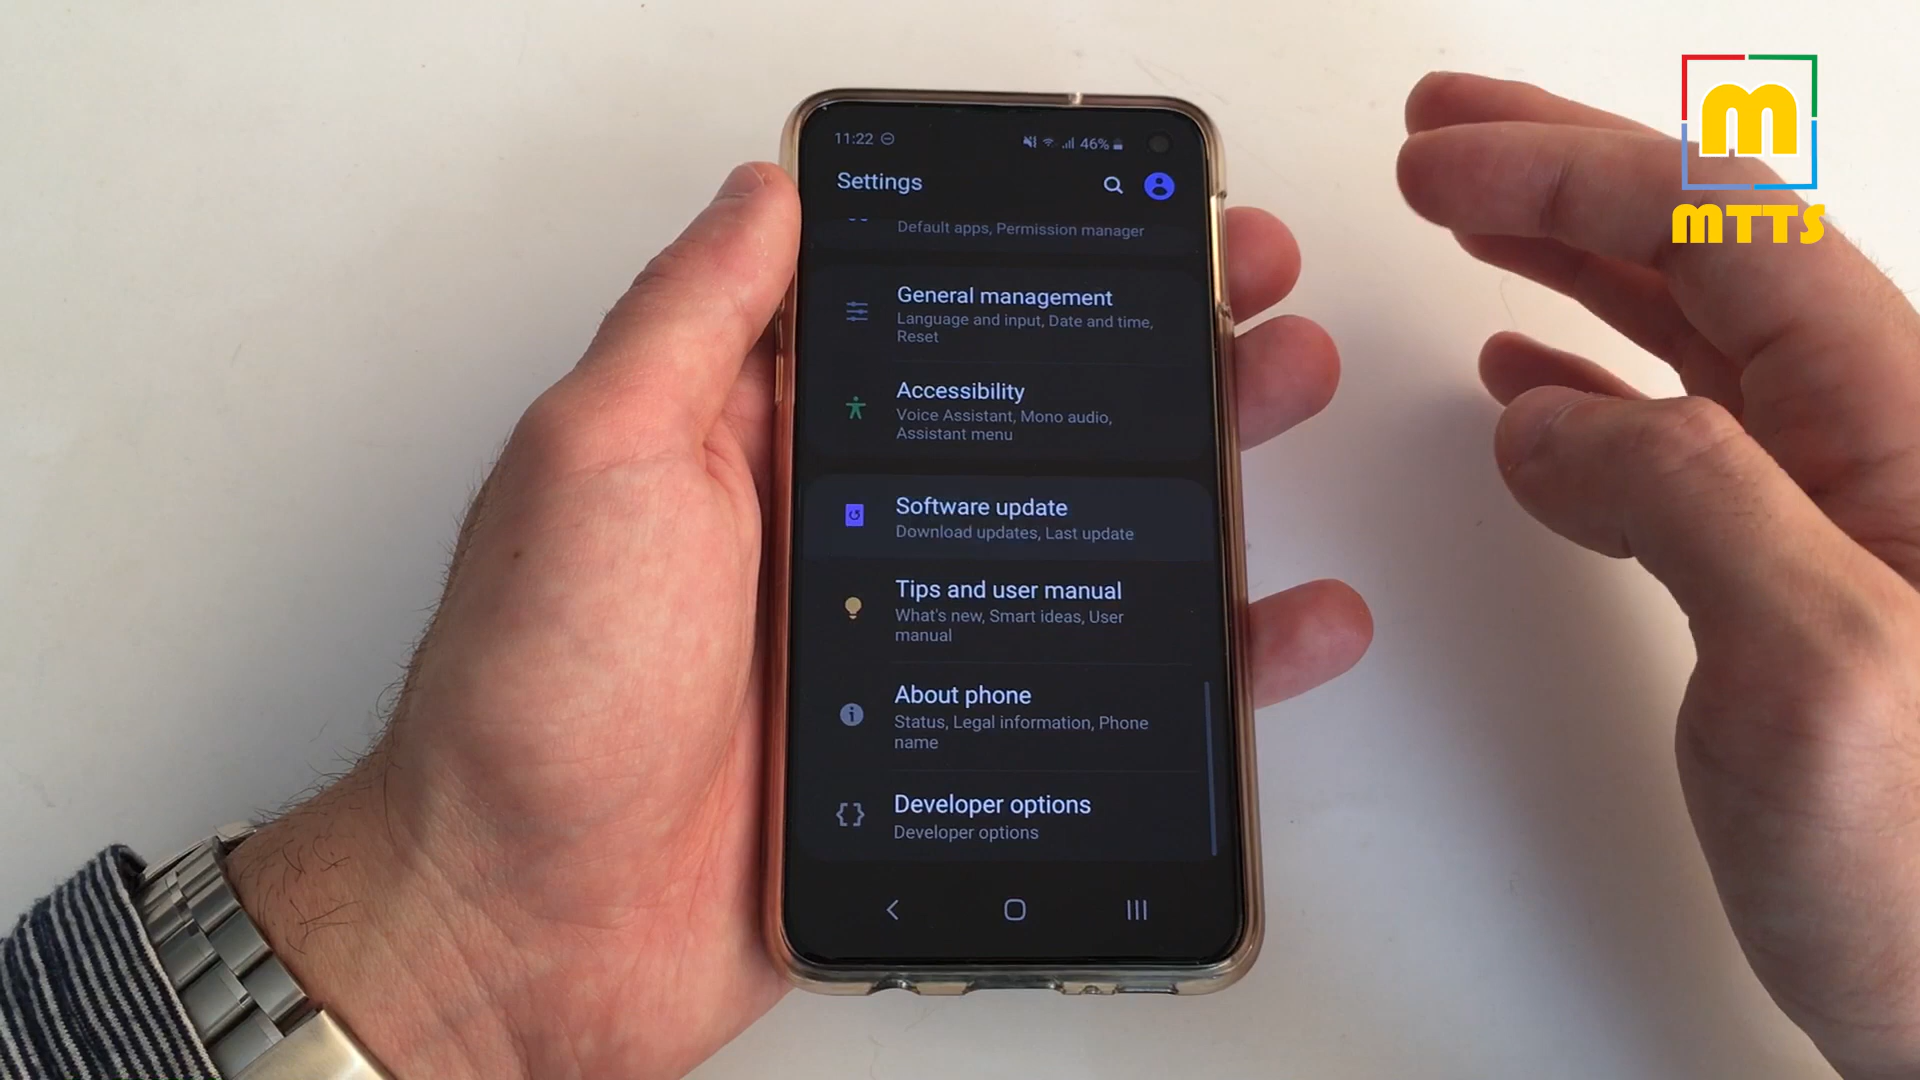 11:22
46%
Settings
Default apps, Permission manager
General management
Language and input, Date and time,
Reset
Accessibility
Voice Assistant, Mono audio,
Assistant menu
Software update
Download updates, Last update
Tips and user manual
What's new, Smart ideas, User
manual
About phone
Status, Legal information, Phone
name
Developer options
Developer options
m
MTTS